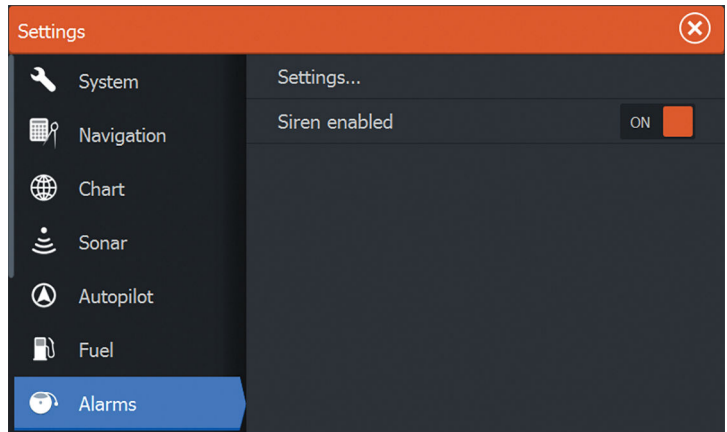 Settings
System
Navigation
Chart
Sonar
Autopilot
Fuel
Alarms
Settings...
Siren enabled ON